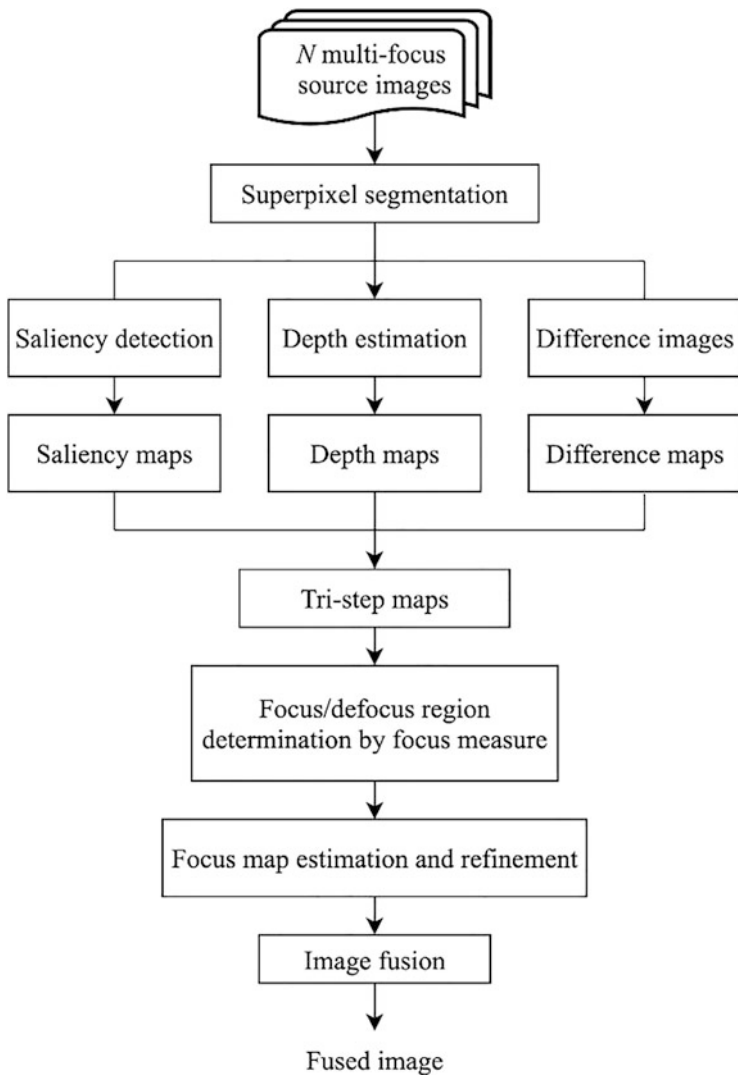 N multi-focus
source images
Superpixel segmentation
Saliency detection
Depth estimation
Difference images
Saliency maps
Depth maps
Difference maps
Tri-step maps
Focus/defocus region
determination by focus measure
Focus map estimation and refinement
Image fusion
Fused image